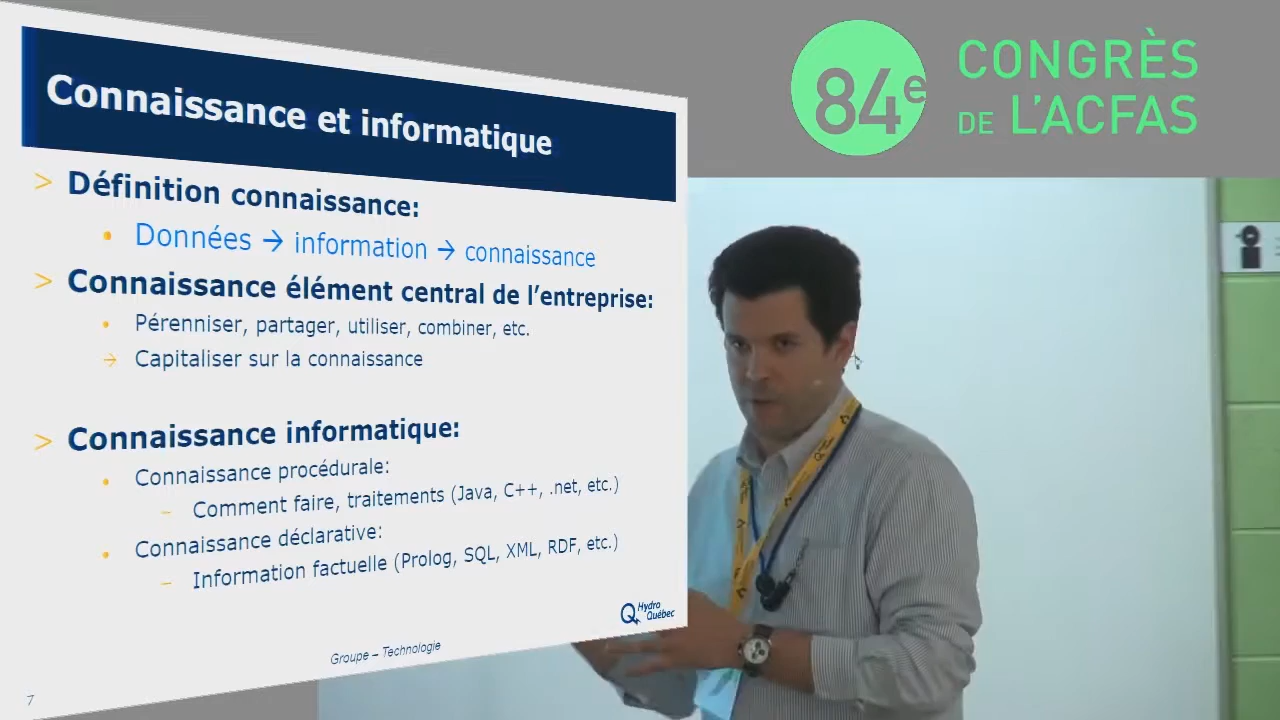 Connaissance et informatique
> Définition connaissance:
• Données → information → connaissance
> Connaissance élément central de l'entreprise:
• Pérenniser, partager, utiliser, combiner, etc.
→ Capitaliser sur la connaissance
> Connaissance informatique:
• Connaissance procédurale:
– Comment faire, traitements (Java, C++, .net, etc.)
• Connaissance déclarative:
– Information factuelle (Prolog, SQL, XML, RDF, etc.)
Hydro
Québec
Groupe – Technologie
7
84e
CONGRÈS
DE L'ACFAS